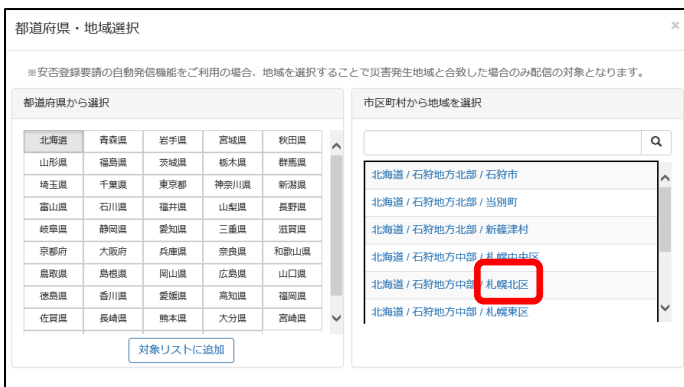 都道府県・地域選択
×
※安否登録要請の自動発信機能をご利用の場合、地域を選択することで災害発生地域と合致した場合のみ配信の対象となります。
都道府県から選択
北海道 青森県 岩手県 宮城県 秋田県
山形県 福島県 茨城県 栃木県 群馬県
埼玉県 千葉県 東京都 神奈川県 新潟県
富山県 石川県 福井県 山梨県 長野県
岐阜県 静岡県 愛知県 三重県 滋賀県
京都府 大阪府 兵庫県 奈良県 和歌山県
鳥取県 島根県 岡山県 広島県 山口県
徳島県 香川県 愛媛県 高知県 福岡県
佐賀県 長崎県 熊本県 大分県 宮崎県
対象リストに追加
市区町村から地域を選択
北海道 / 石狩地方北部 / 石狩市
北海道 / 石狩地方北部 / 当別町
北海道 / 石狩地方北部 / 新篠津村
北海道 / 石狩地方中部 / 札幌中央区
北海道 / 石狩地方中部 / 札幌北区
北海道 / 石狩地方中部 / 札幌東区